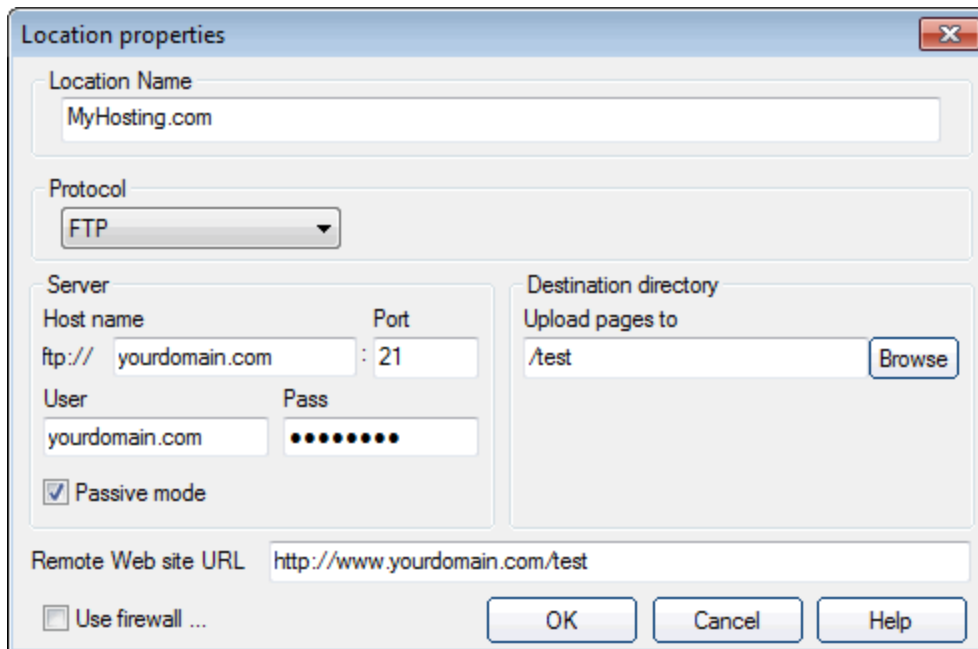 Location properties
Location Name
MyHosting.com
Protocol
FTP
Server
Host name Port
ftp:// yourdomain.com : 21
User Pass
yourdomain.com ●●●●●●●●
Passive mode
Destination directory
Upload pages to
/test Browse
Remote Web site URL http://www.yourdomain.com/test
Use firewall ... OK Cancel Help